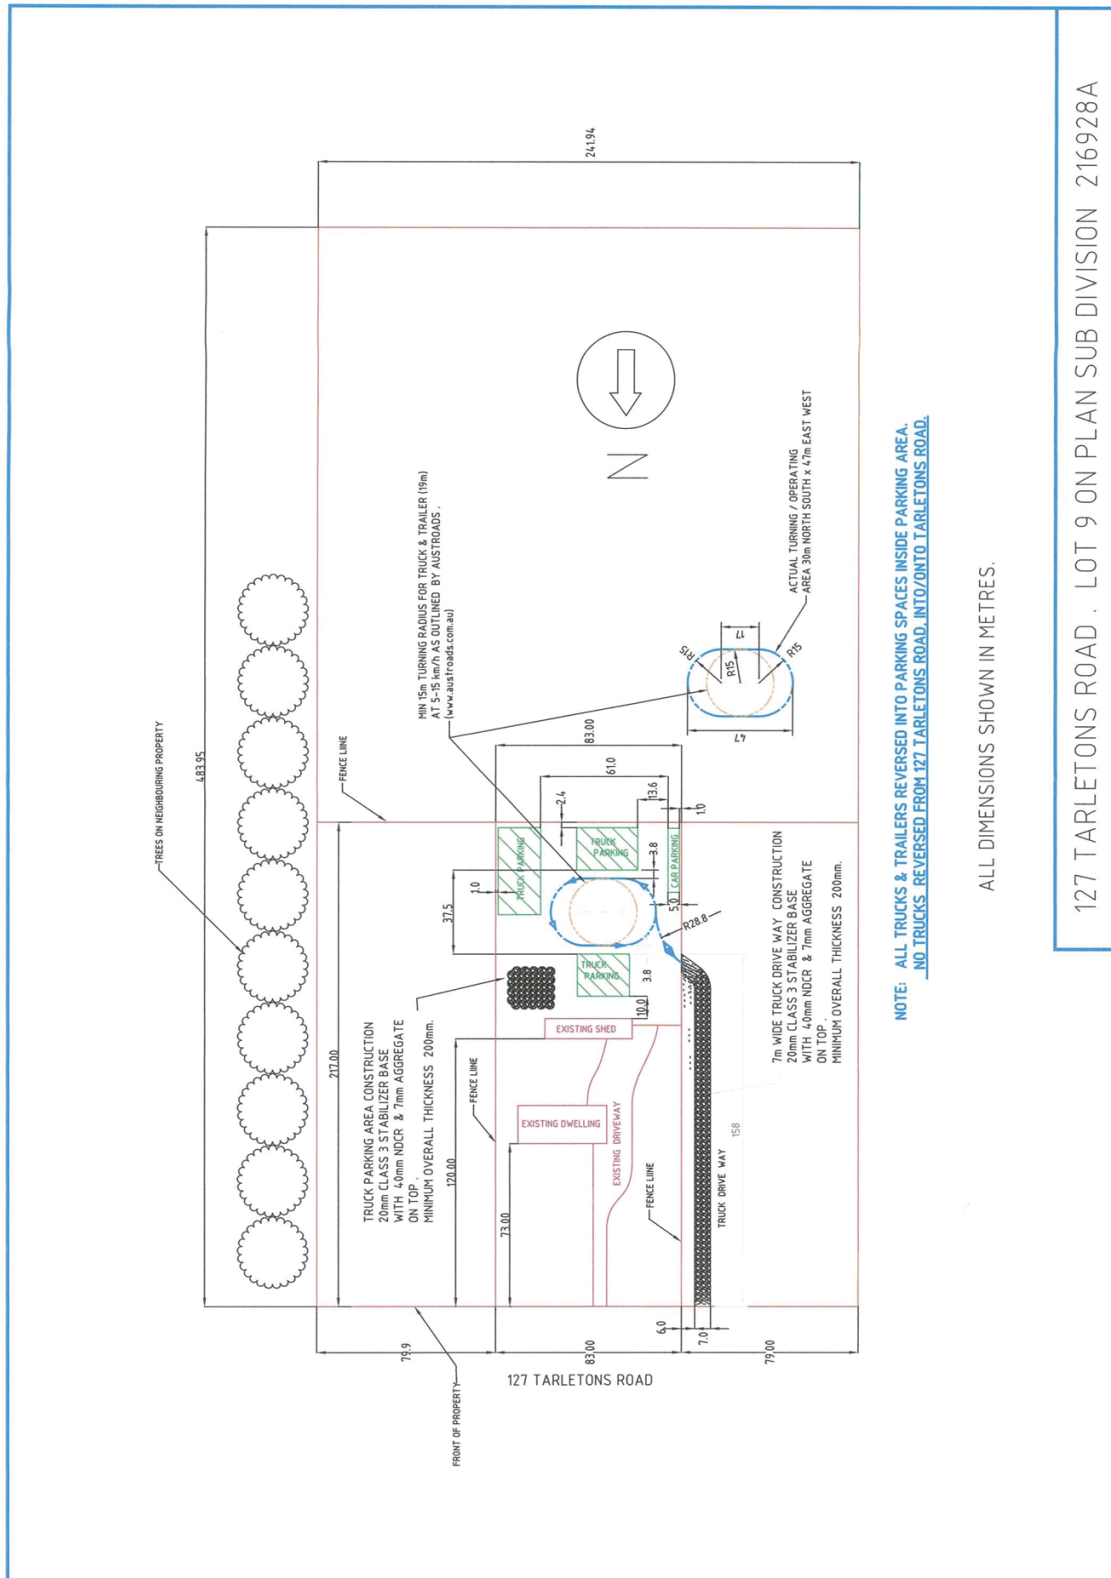 127 TARLETONS ROAD . LOT 9 ON PLAN SUB DIVISION 216928A
TREES ON NEIGHBOURING PROPERTY
483.95
241.94
FENCE LIINE
217.00
MIN 15m TURNING RADIUS FOR TRUCK & TRAILER (19m)
AT 5-15 km/h AS OUTLINED BY AUSTROADS .
(www.austroads.com.au)
N
TRUCK PARKING AREA CONSTRUCTION
20mm CLASS 3 STABILIZER BASE
WITH 40mm NDCR & 7mm AGGREGATE
ON TOP .
MINIMUM OVERALL THICKNESS 200mm.
FRONT OF PROPERTY
79.9
83.00
79.00
127 TARLETONS ROAD
120.00
73.00
FENCE LIINE
37.5
1.0
2.4
83.00
61.0
13.6
1.0
TRUCK PARKING
TRUCK
PARKING
TRUCK
PARKING
CAR PARKING
3.8
5.0
3.8
10.0
R28.8
EXISTING SHED
EXISTING DWELLING
EXISTING DRIVEWAY
FENCE LIINE
TRUCK DRIVE WAY
158
6.0
7.0
7m WIDE TRUCK DRIVE WAY CONSTRUCTION
20mm CLASS 3 STABILIZER BASE
WITH 40mm NDCR & 7mm AGGREGATE
ON TOP .
MINIMUM OVERALL THICKNESS 200mm.
R15
R15
R15
17
47
ACTUAL TURNING / OPERATING
AREA 30m NORTH SOUTH x 47m EAST WEST
NOTE: ALL TRUCKS & TRAILERS REVERSED INTO PARKING SPACES INSIDE PARKING AREA.
NO TRUCKS REVERSED FROM 127 TARLETONS ROAD, INTO/ONTO TARLETONS ROAD.
ALL DIMENSIONS SHOWN IN METRES.